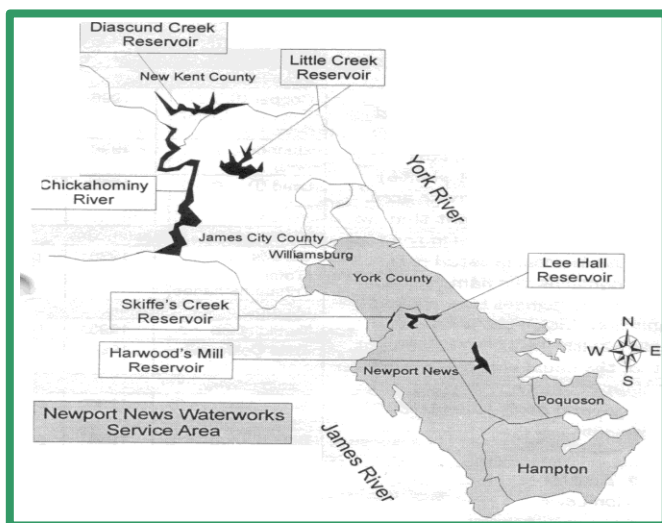 Diascund Creek
Reservoir
Little Creek
Reservoir
New Kent County
York River
Chickahominy
River
James City County
Williamsburg
Lee Hall
Reservoir
York County
Skiffe's Creek
Reservoir
N
W
E
S
Harwood's Mill
Reservoir
Newport News
Poquoson
Newport News Waterworks
Service Area
James River
Hampton